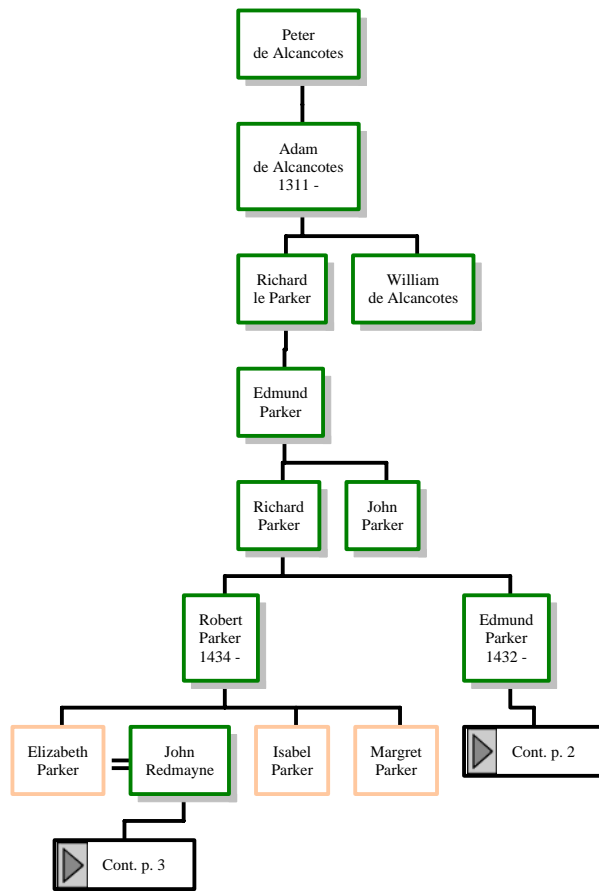 Peter
de Alcancotes
Adam
de Alcancotes
1311 -
Richard
le Parker
William
de Alcancotes
Edmund
Parker
Richard
Parker
John
Parker
Robert
Parker
1434 -
Edmund
Parker
1432 -
Elizabeth
Parker
John
Redmayne
Isabel
Parker
Margret
Parker
Cont. p. 2
Cont. p. 3